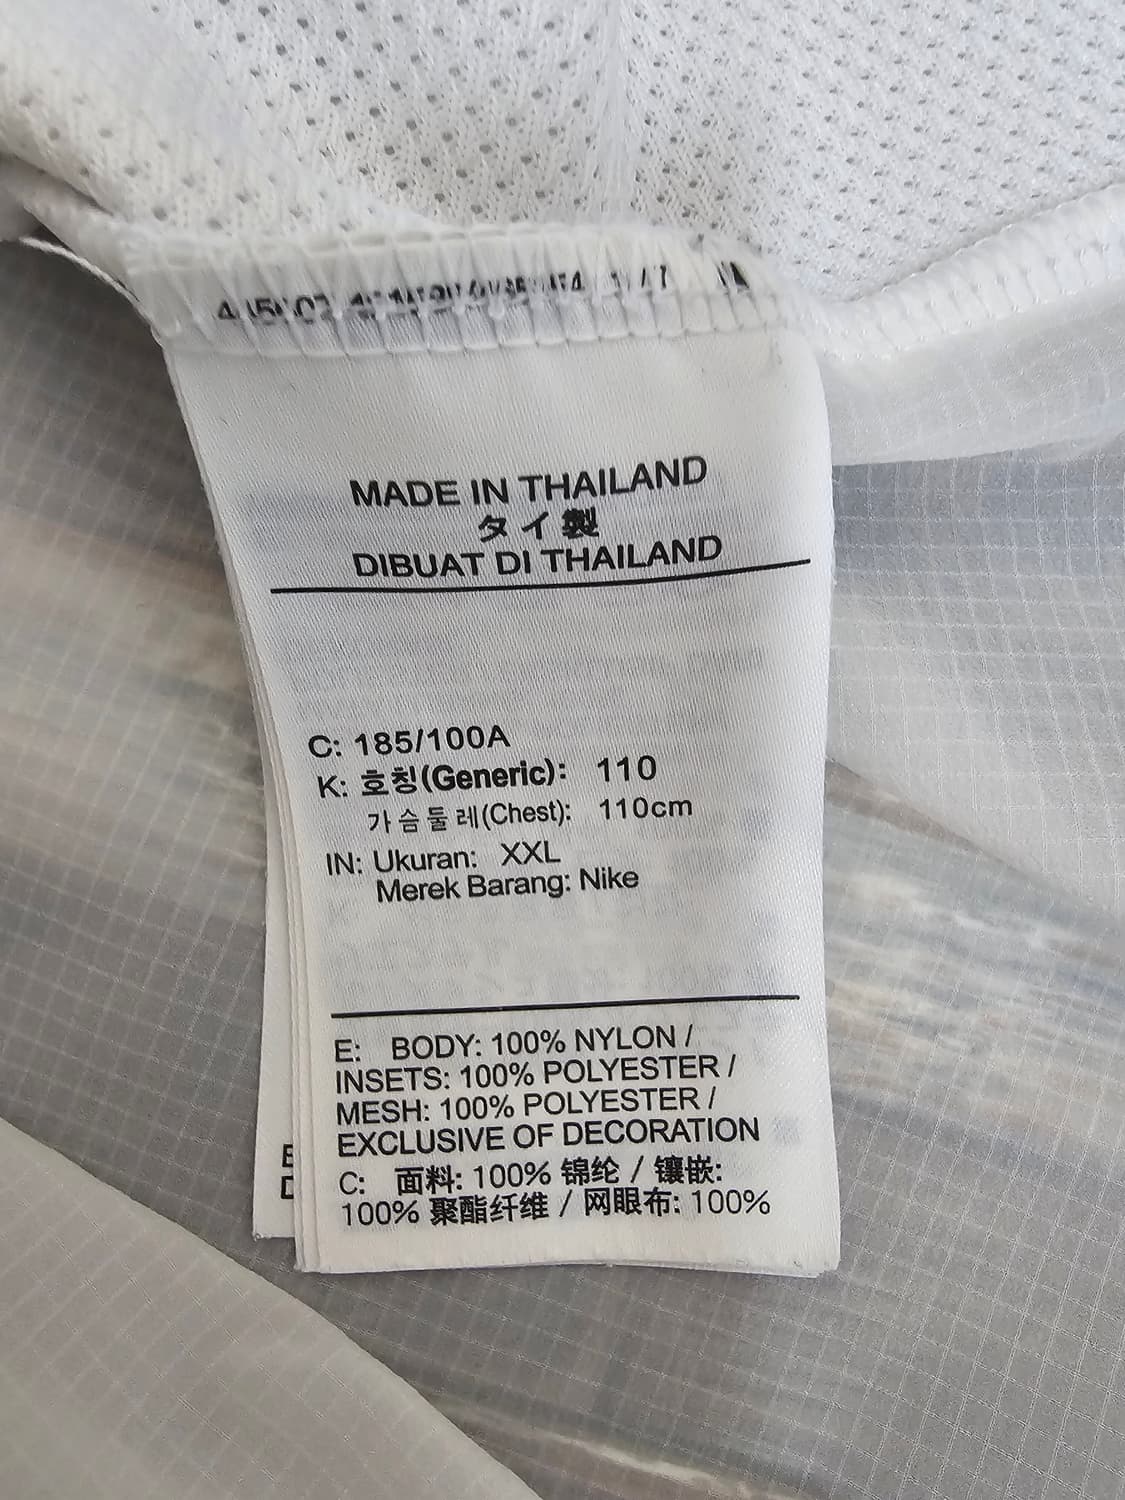 MADE IN THAILAND
タイ製
DIBUAT DI THAILAND
C: 185/100A
K: 호칭(Generic): 110
가슴둘레(Chest): 110cm
IN: Ukuran: XXL
Merek Barang: Nike
E: BODY: 100% NYLON /
INSETS: 100% POLYESTER /
MESH: 100% POLYESTER /
EXCLUSIVE OF DECORATION
C: 面料: 100% 锦纶 / 镶嵌:
100% 聚酯纤维 / 网眼布: 100%